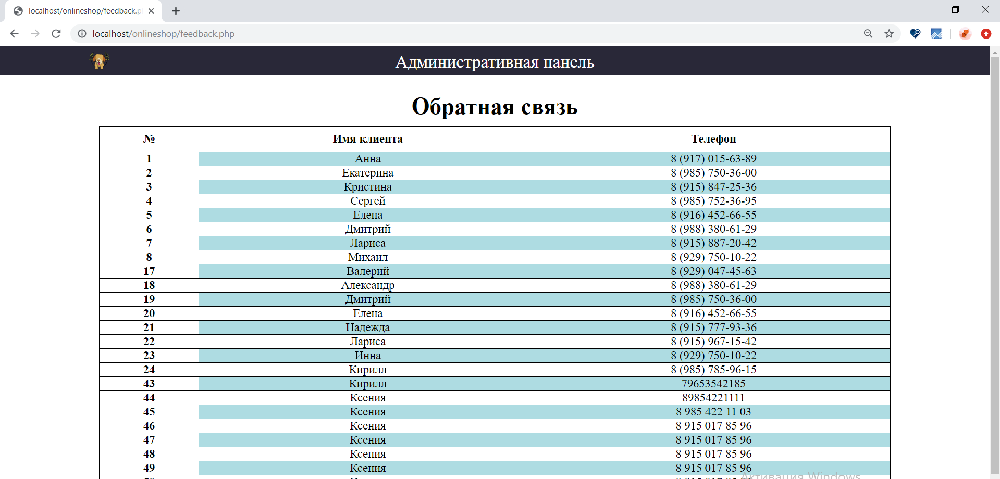 localhost/onlineshop/feedback.p
localhost/onlineshop/feedback.php
Административная панель
Обратная связь
№ Имя клиента Телефон
1 Анна 8 (917) 015-63-89
2 Екатерина 8 (985) 750-36-00
3 Кристина 8 (915) 847-25-36
4 Сергей 8 (985) 752-36-95
5 Елена 8 (916) 452-66-55
6 Дмитрий 8 (988) 380-61-29
7 Лариса 8 (915) 887-20-42
8 Михаил 8 (929) 750-10-22
17 Валерий 8 (929) 047-45-63
18 Александр 8 (988) 380-61-29
19 Дмитрий 8 (985) 750-36-00
20 Елена 8 (916) 452-66-55
21 Надежда 8 (915) 777-93-36
22 Лариса 8 (915) 967-15-42
23 Инна 8 (929) 750-10-22
24 Кирилл 8 (985) 785-96-15
43 Кирилл 79653542185
44 Ксения 89854221111
45 Ксения 8 985 422 11 03
46 Ксения 8 915 017 85 96
47 Ксения 8 915 017 85 96
48 Ксения 8 915 017 85 96
49 Ксения 8 915 017 85 96
Активация Windows